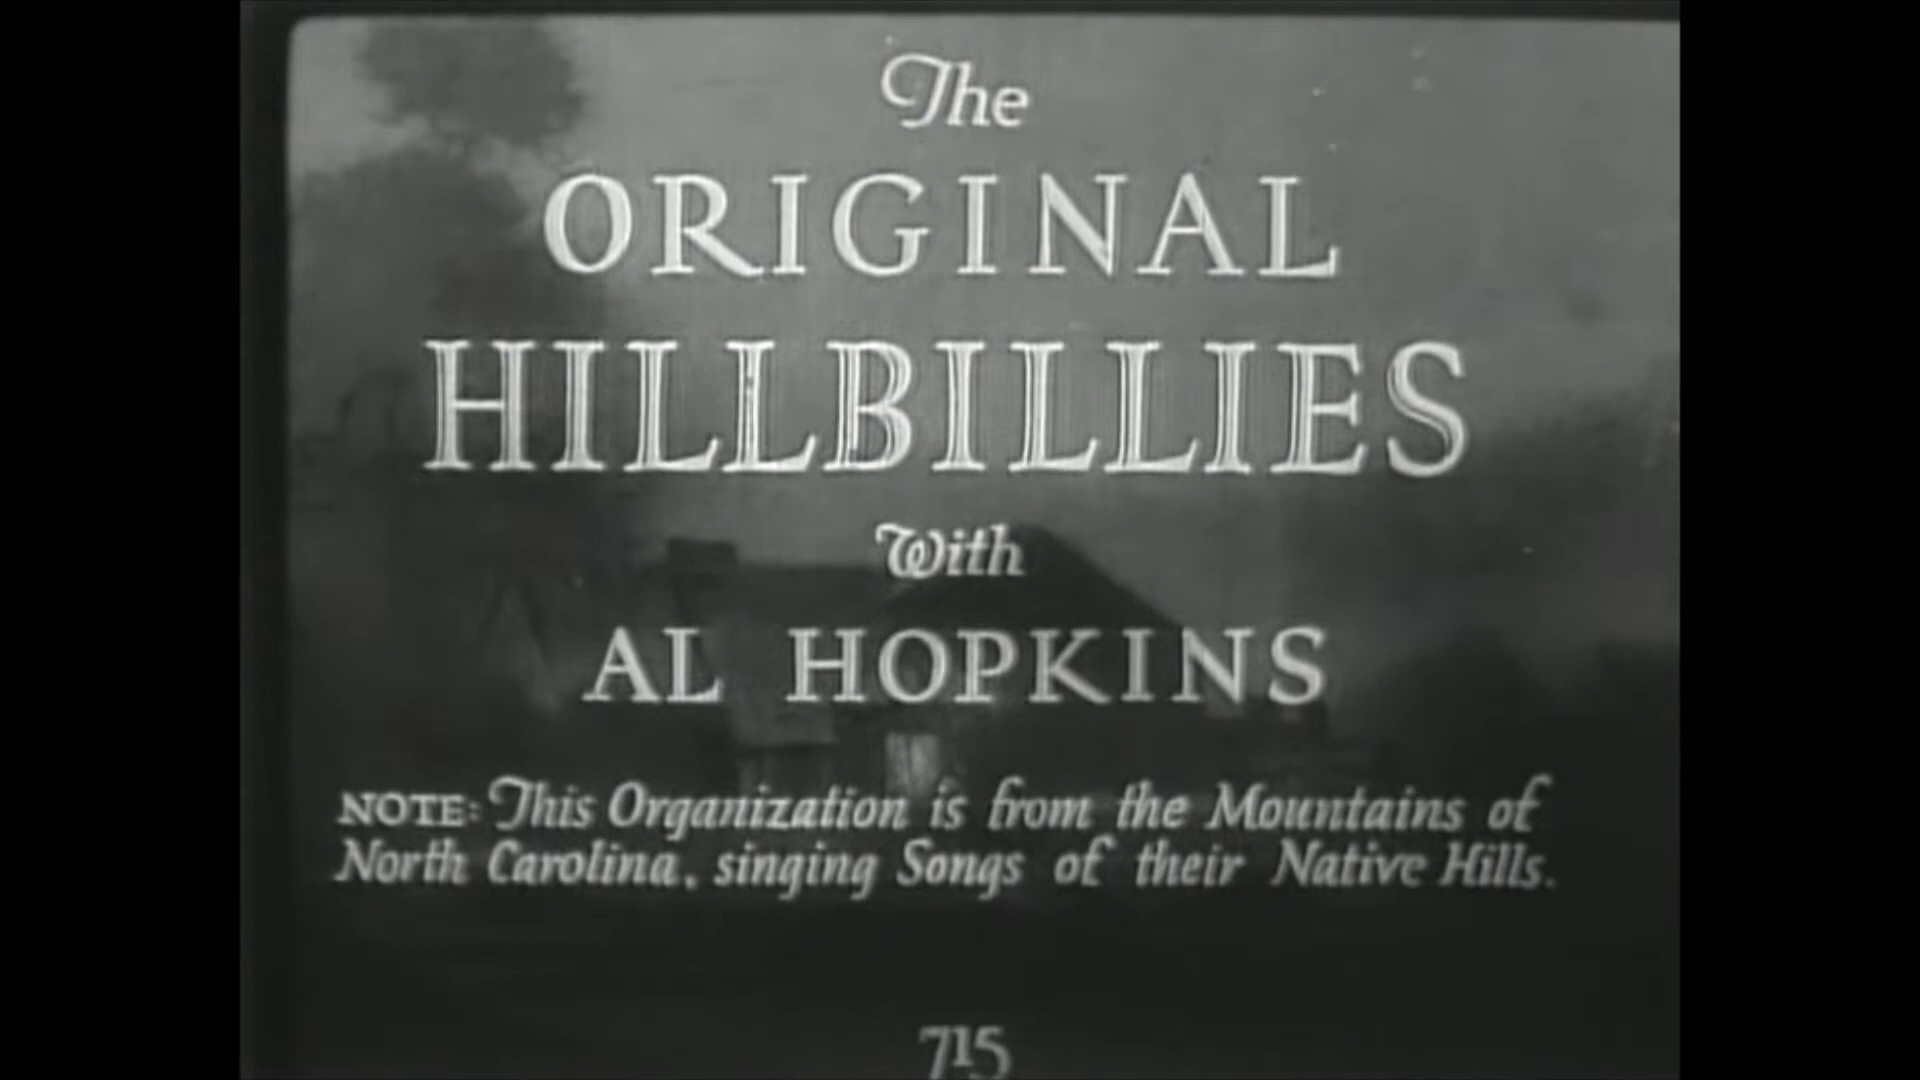 The
ORIGINAL
HILLBILLIES
With
AL HOPKINS
NOTE: This Organization is from the Mountains of
North Carolina, singing Songs of their Native Hills.
715